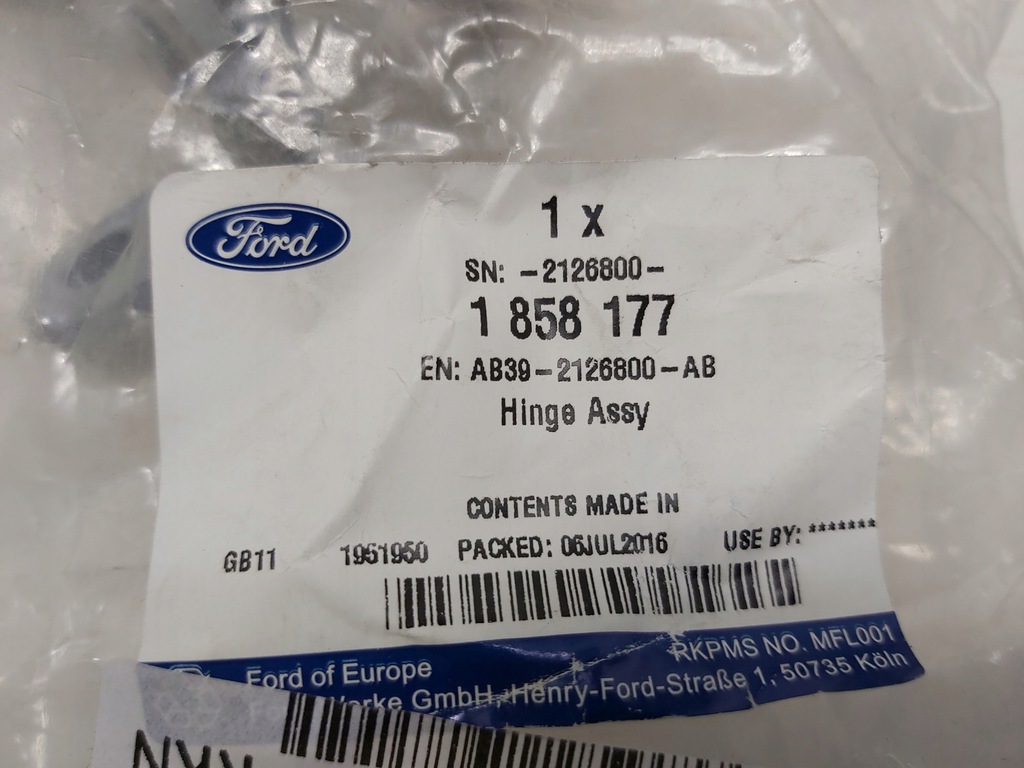 Ford
1 x
SN: -2126800-
1 858 177
EN: AB39-2126800-AB
Hinge Assy
CONTENTS MADE IN
GB11 1951950 PACKED: 06JUL2016 USE BY: *******
Ford of Europe RKPMS NO. MFL001
GmbH, Henry-Ford-Straße 1, 50735 Köln